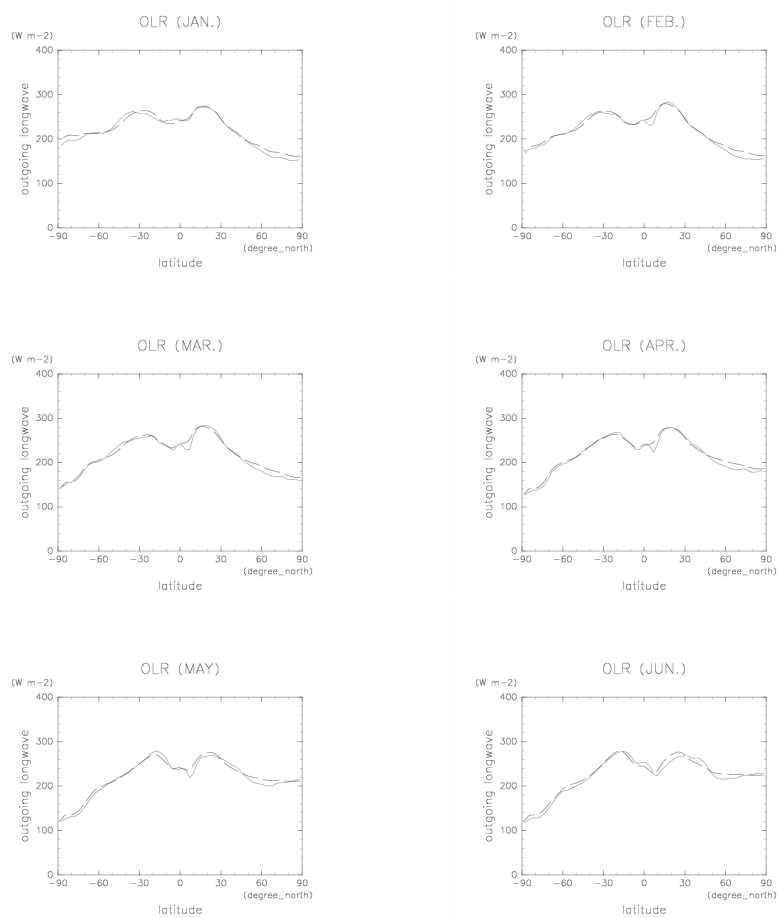 OLR (JAN.)
(W m-2)
400
300
200
100
0
outgoing longwave
-90 -60 -30 0 30 60 90
(degree_north)
latitude
OLR (FEB.)
(W m-2)
400
300
200
100
0
outgoing longwave
-90 -60 -30 0 30 60 90
(degree_north)
latitude
OLR (MAR.)
(W m-2)
400
300
200
100
0
outgoing longwave
-90 -60 -30 0 30 60 90
(degree_north)
latitude
OLR (APR.)
(W m-2)
400
300
200
100
0
outgoing longwave
-90 -60 -30 0 30 60 90
(degree_north)
latitude
OLR (MAY)
(W m-2)
400
300
200
100
0
outgoing longwave
-90 -60 -30 0 30 60 90
(degree_north)
latitude
OLR (JUN.)
(W m-2)
400
300
200
100
0
outgoing longwave
-90 -60 -30 0 30 60 90
(degree_north)
latitude